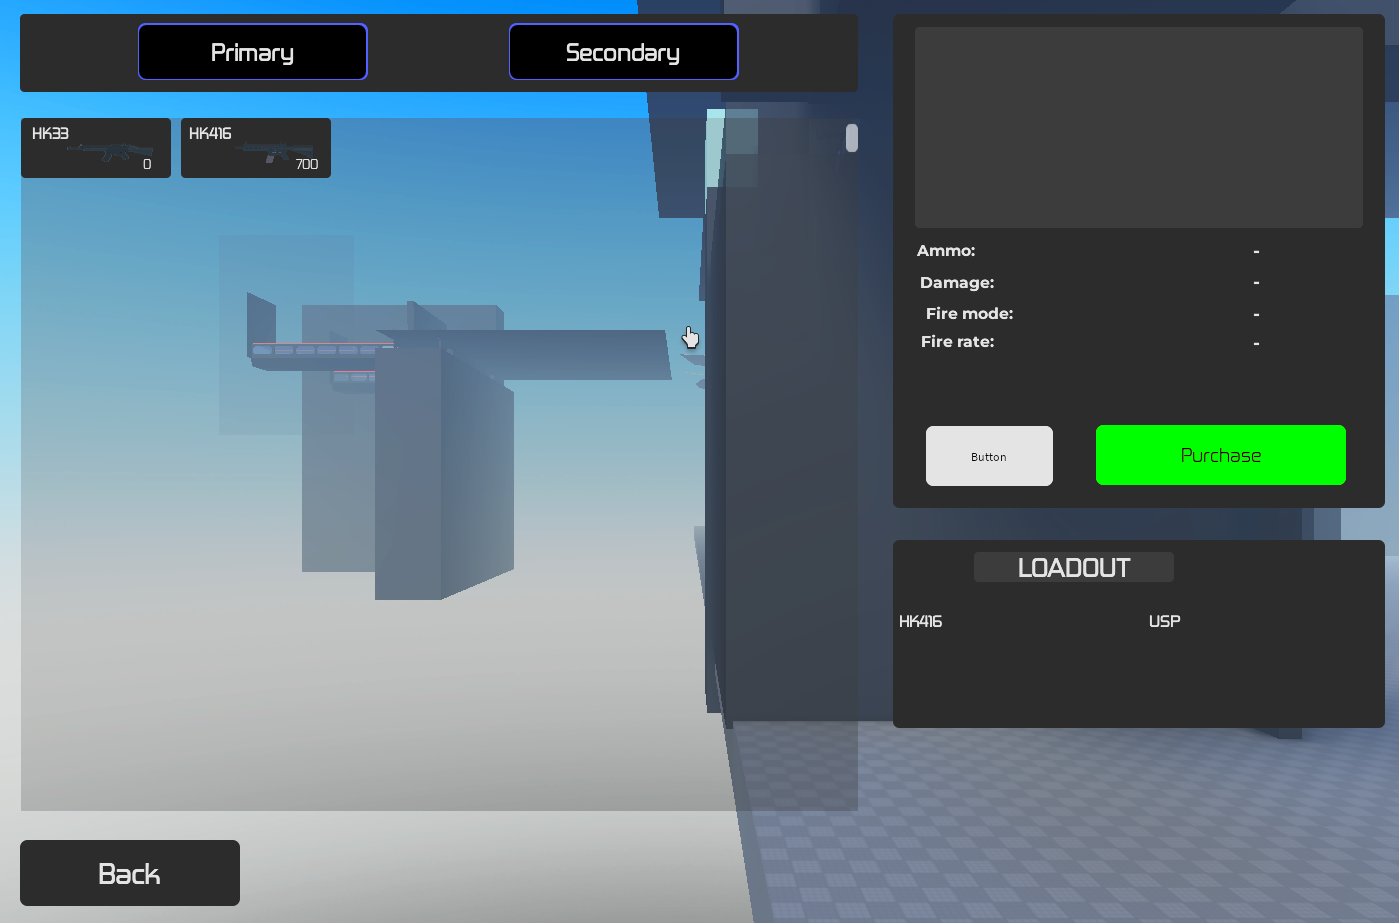 Primary
Secondary
HK33
0
HK416
700
Ammo: -
Damage: -
Fire mode: -
Fire rate: -
Button
Purchase
LOADOUT
HK416
USP
Back